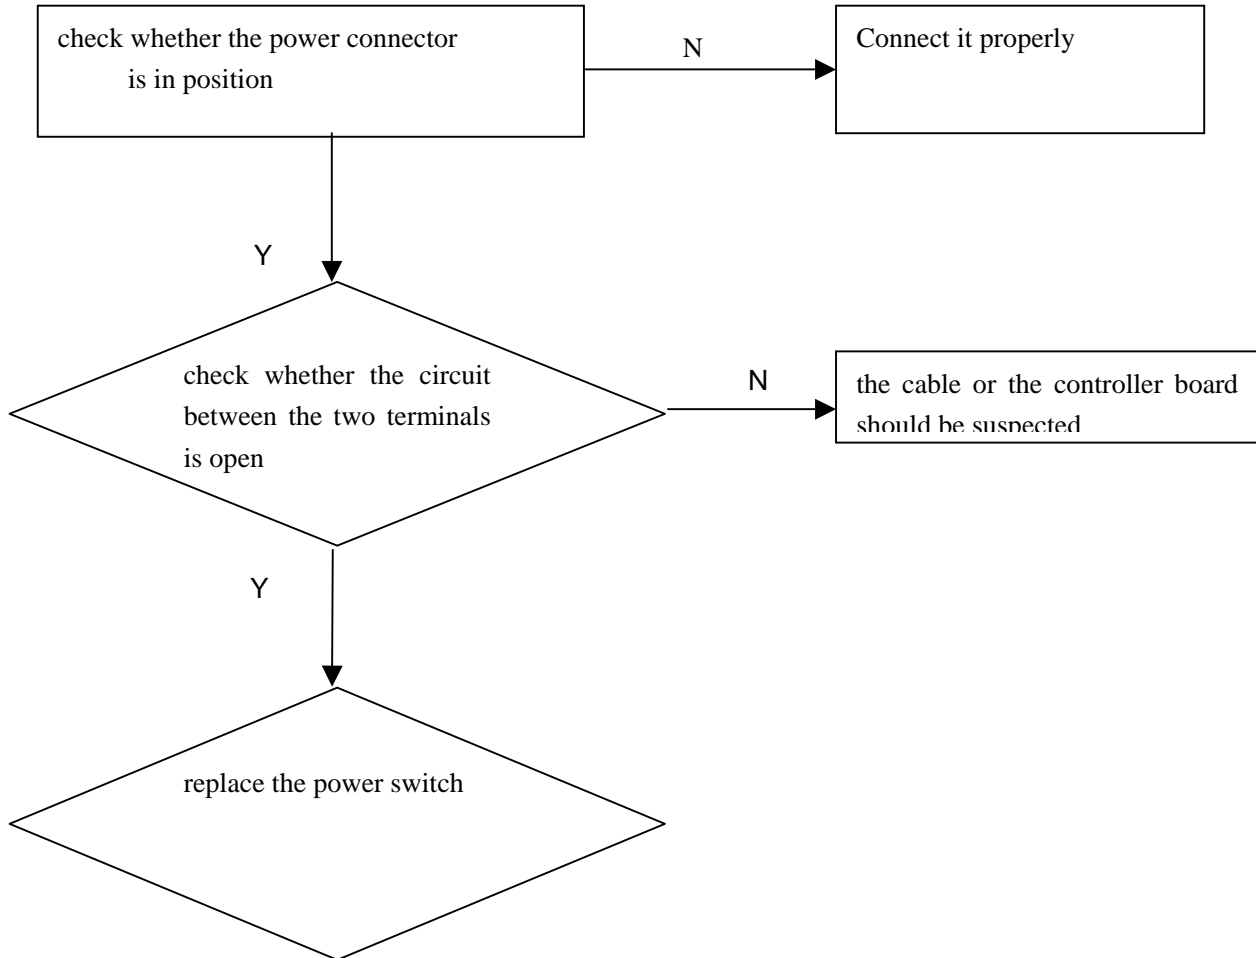 check whether the power connector
is in position
N
Connect it properly
Y
check whether the circuit
between the two terminals
is open
N
the cable or the controller board
should be suspected
Y
replace the power switch